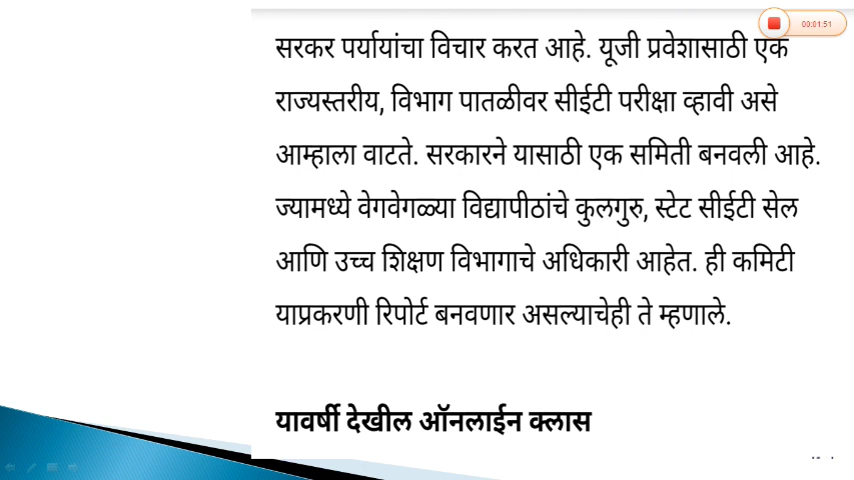 00:01:51
सरकर पर्यायांचा विचार करत आहे. यूजी प्रवेशासाठी एक
राज्यस्तरीय, विभाग पातळीवर सीईटी परीक्षा व्हावी असे
आम्हाला वाटते. सरकारने यासाठी एक समिती बनवली आहे.
ज्यामध्ये वेगवेगळ्या विद्यापीठांचे कुलगुरु, स्टेट सीईटी सेल
आणि उच्च शिक्षण विभागाचे अधिकारी आहेत. ही कमिटी
याप्रकरणी रिपोर्ट बनवणार असल्याचेही ते म्हणाले.
यावर्षी देखील ऑनलाईन क्लास